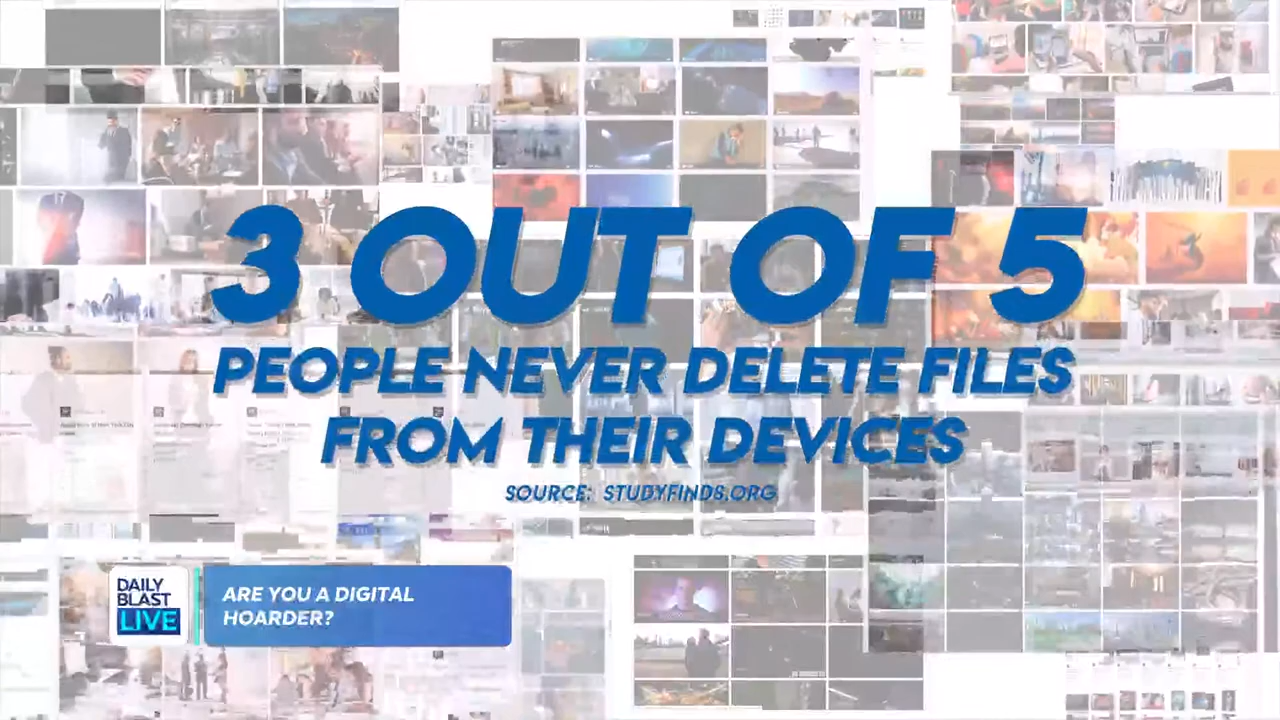 3 OUT OF 5
PEOPLE NEVER DELETE FILES
FROM THEIR DEVICES
SOURCE: STUDYFINDS.ORG
DAILY
BLAST
LIVE
ARE YOU A DIGITAL
HOARDER?